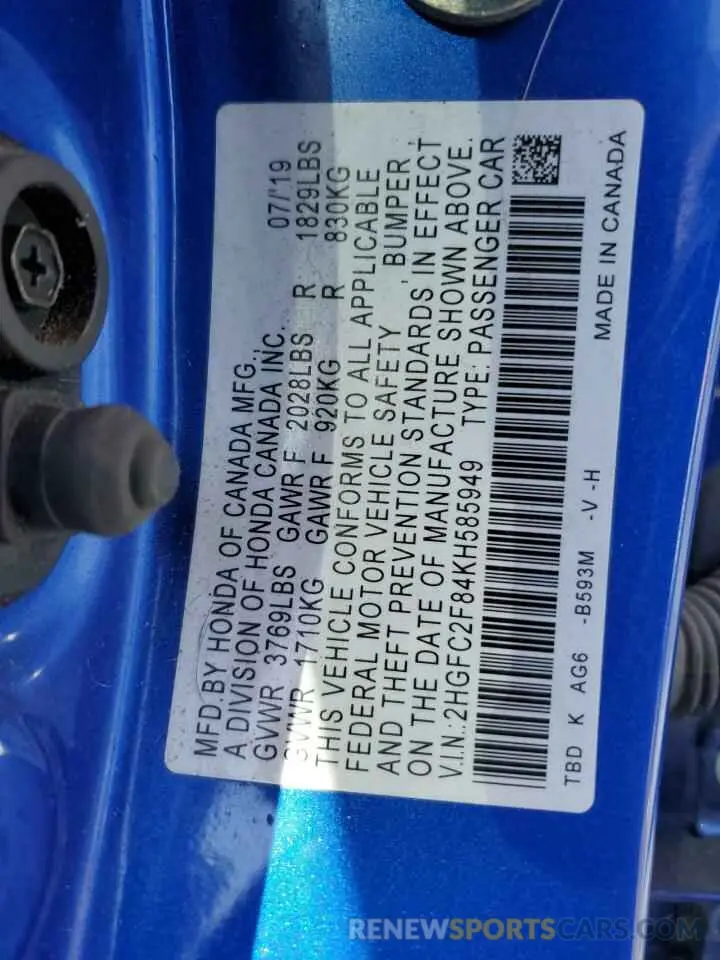 MFD. BY HONDA OF CANADA MFG., 07/'19
A DIVISION OF HONDA CANADA INC.
GVWR 3769LBS GAWR F 2028LBS R 1829LBS
GVWR 1710KG GAWR F 920KG R 830KG
THIS VEHICLE CONFORMS TO ALL APPLICABLE
FEDERAL MOTOR VEHICLE SAFETY, BUMPER,
AND THEFT PREVENTION STANDARDS IN EFFECT
ON THE DATE OF MANUFACTURE SHOWN ABOVE.
V.I.N.:2HGFC2F84KH585949 TYPE: PASSENGER CAR
TBD K AG6 -B593M -V -H MADE IN CANADA
RENEWSPORTSCARS.COM